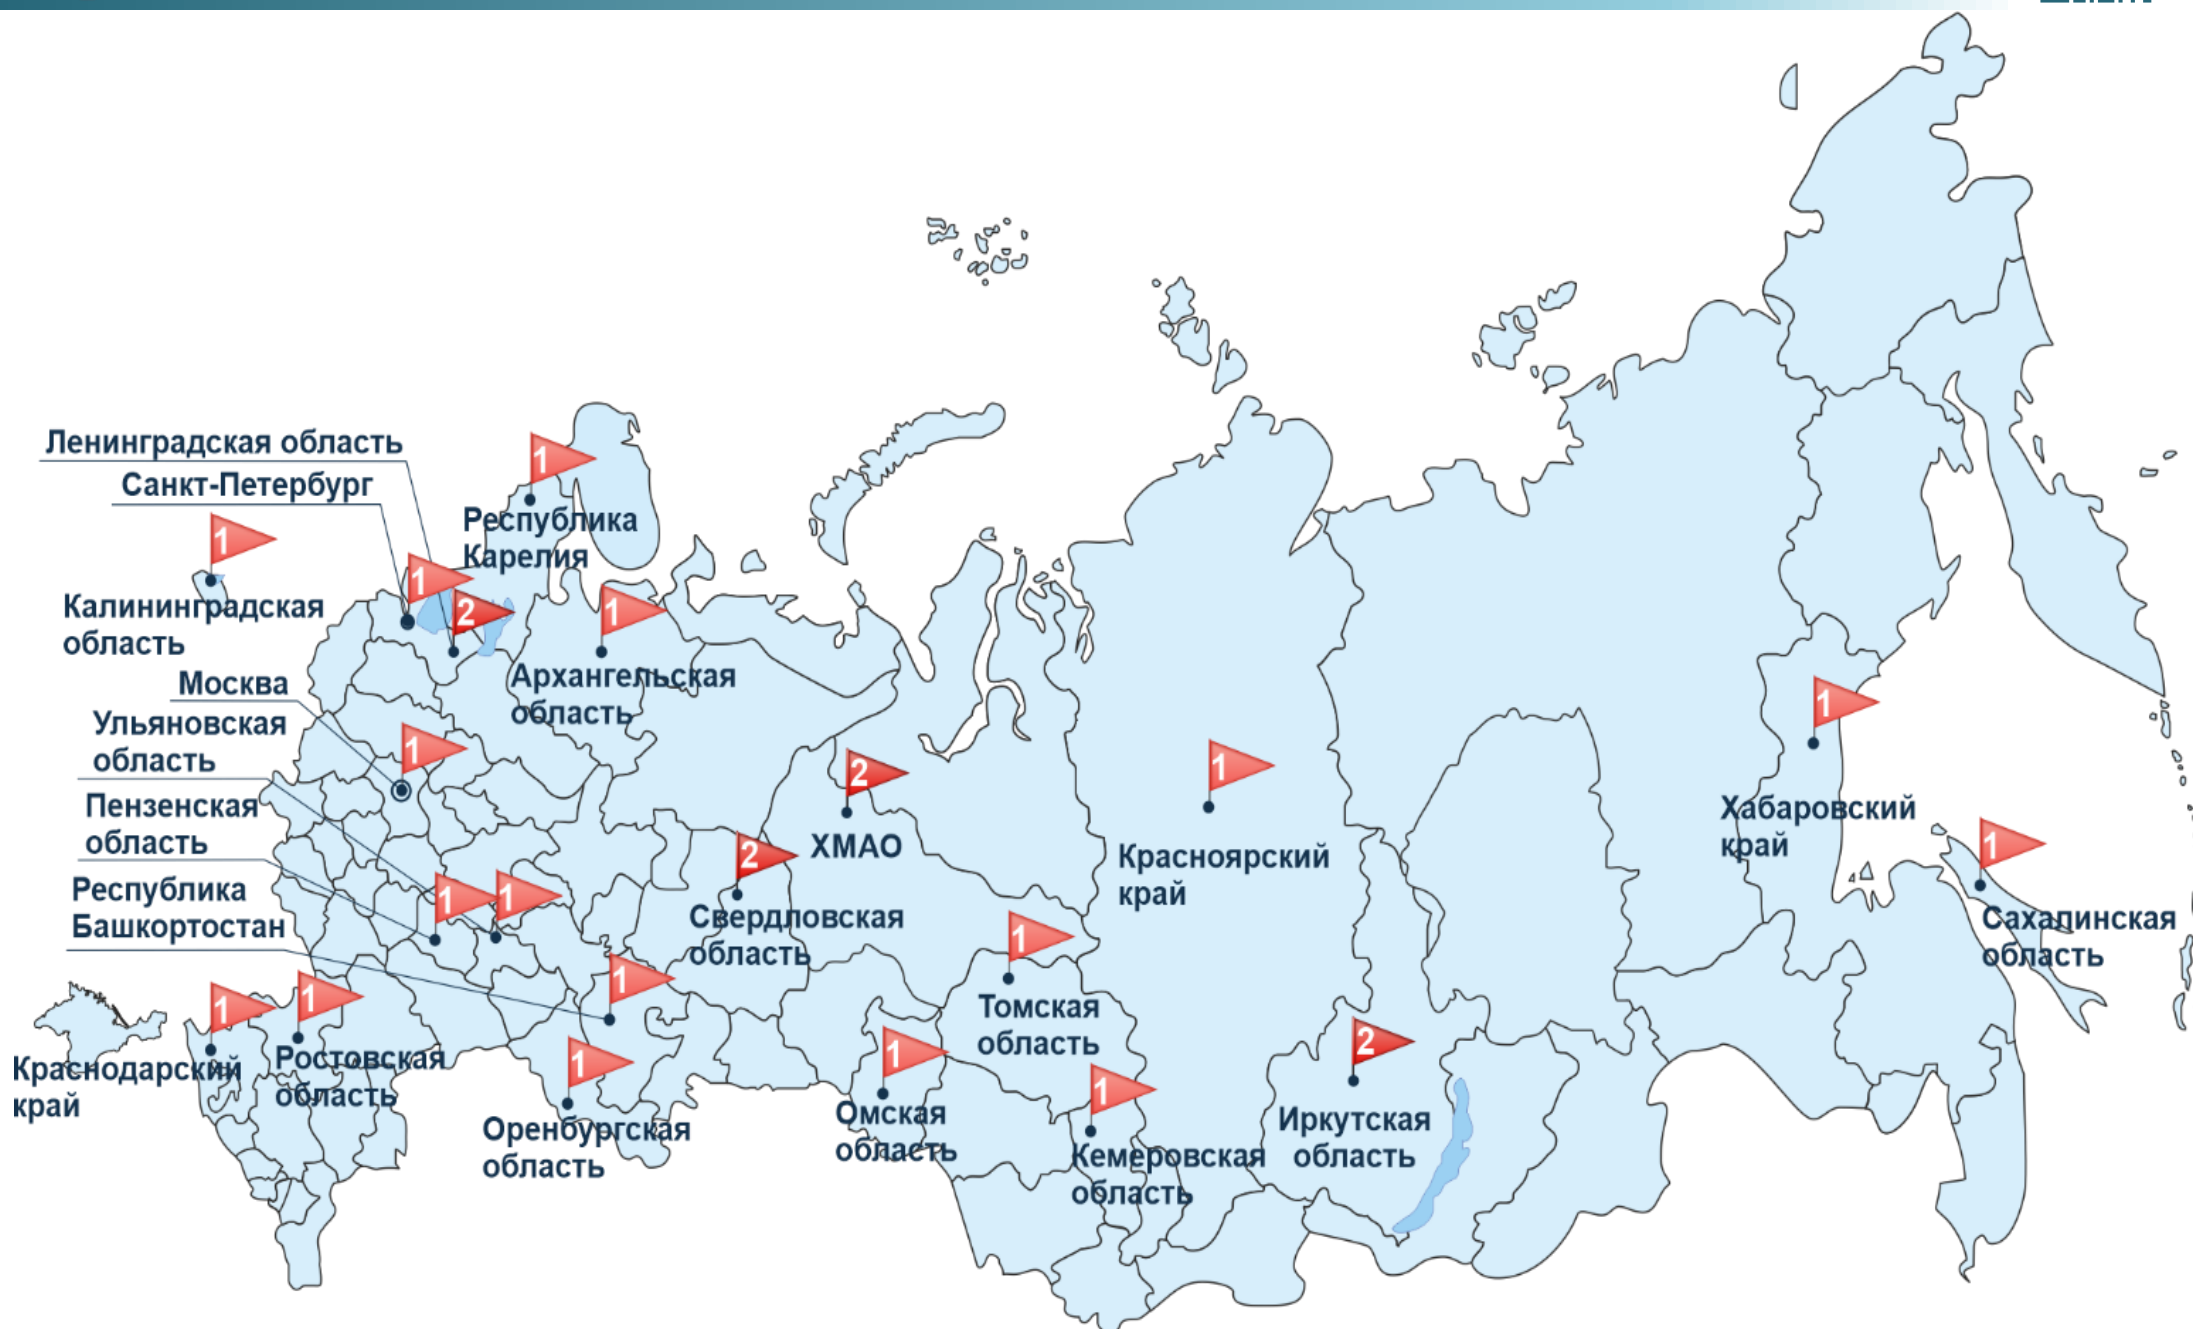 Ленинградская область
Санкт-Петербург
1
1
Республика
Карелия
1
2
1
Калининградская
область
Архангельская
область
Москва
Ульяновская
область
1
Пензенская
область
Республика
Башкортостан
1
1
2
ХМАО
2
Свердловская
область
1
Красноярский
край
1
Хабаровский
край
1
Сахалинская
область
1
Томская
область
1
1
1
Краснодарский
край
Ростовская
область
1
Оренбургская
область
1
Омская
область
1
Кемеровская
область
2
Иркутская
область